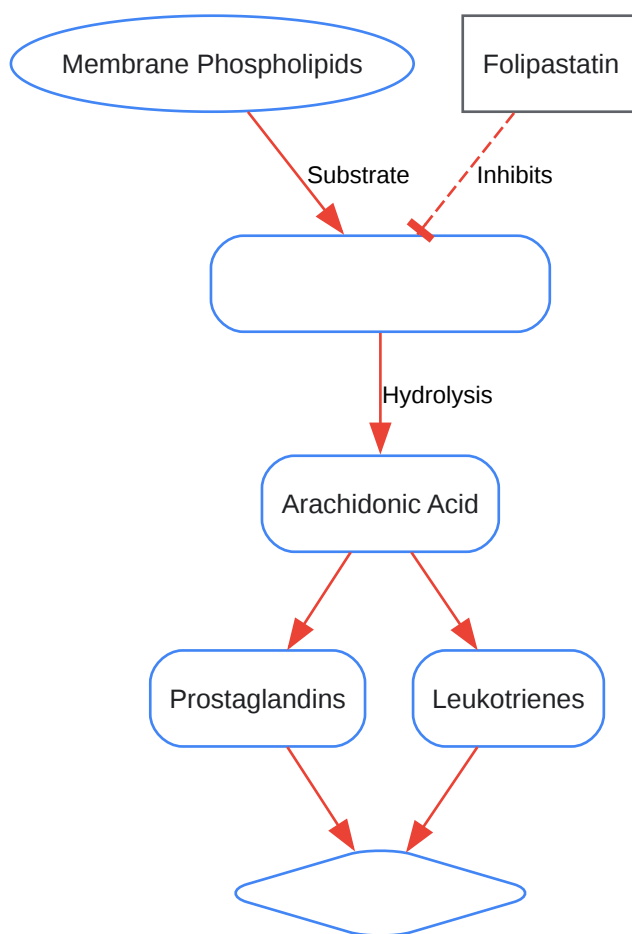 Membrane Phospholipids
Folipastatin
Substrate
Inhibits
Hydrolysis
Arachidonic Acid
Prostaglandins
Leukotrienes